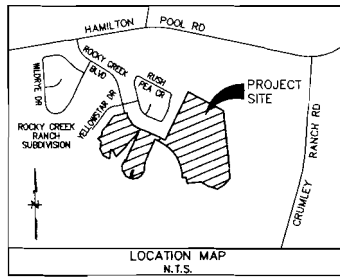 HAMILTON POOL RD
ROCKY CREEK
BLVD
WILDRYE DR
RUSH
PEA CR
YELLOWSTAR DR
PROJECT
SITE
ROCKY CREEK
RANCH
SUBDIVISION
CRUMLEY RANCH RD
LOCATION MAP
N.T.S.